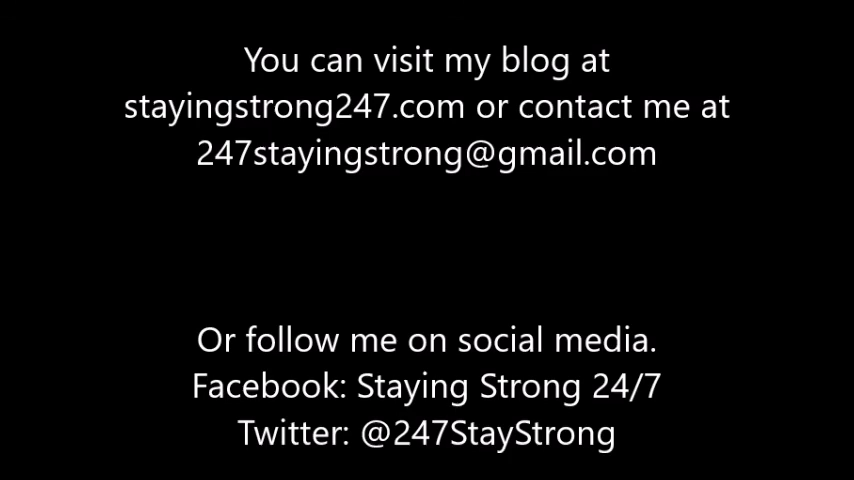 You can visit my blog at
stayingstrong247.com or contact me at
247stayingstrong@gmail.com
Or follow me on social media.
Facebook: Staying Strong 24/7
Twitter: @247StayStrong